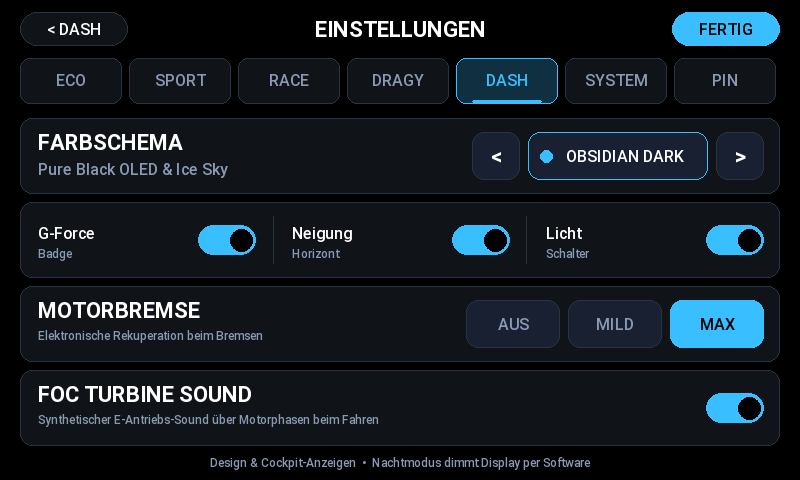 < DASH
EINSTELLUNGEN
FERTIG
ECO
SPORT
RACE
DRAGY
DASH
SYSTEM
PIN
FARBSCHEMA
Pure Black OLED & Ice Sky
<
OBSIDIAN DARK
>
G-Force
Badge
Neigung
Horizont
Licht
Schalter
MOTORBREMSE
Elektronische Rekuperation beim Bremsen
AUS
MILD
MAX
FOC TURBINE SOUND
Synthetischer E-Antriebs-Sound über Motorphasen beim Fahren
Design & Cockpit-Anzeigen • Nachtmodus dimmt Display per Software